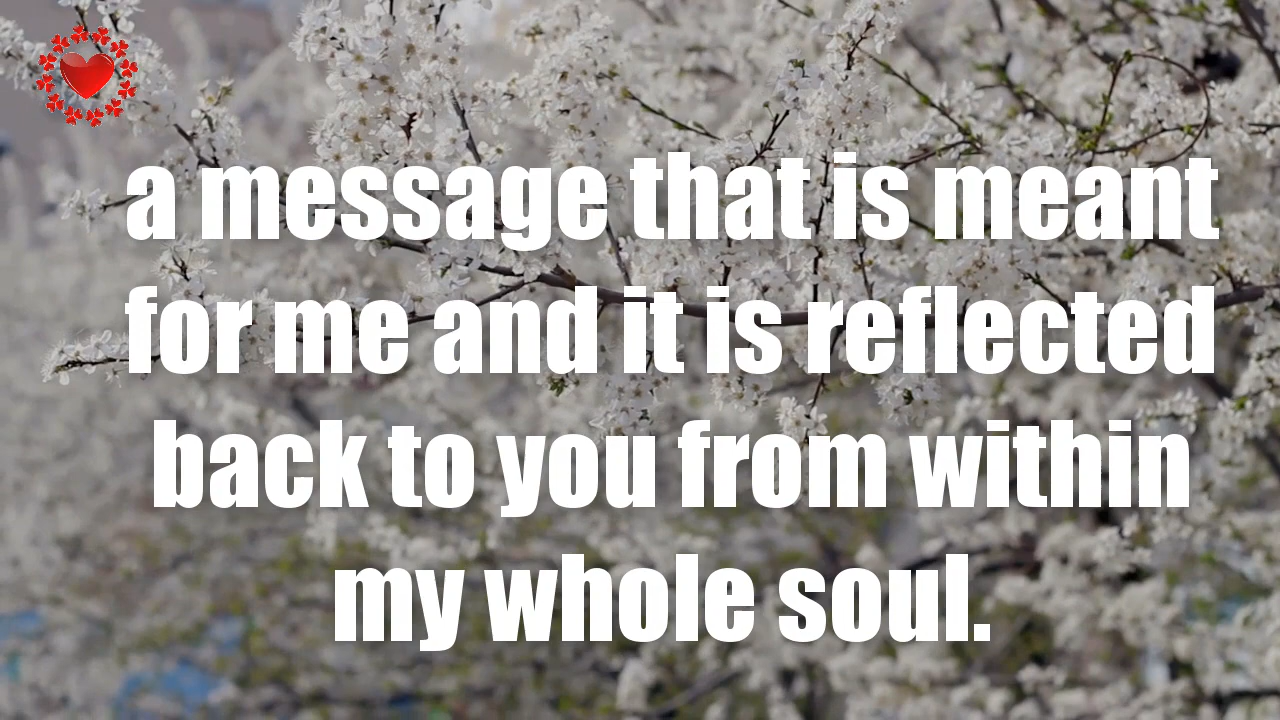 a message that is meant
for me and it is reflected
back to you from within
my whole soul.